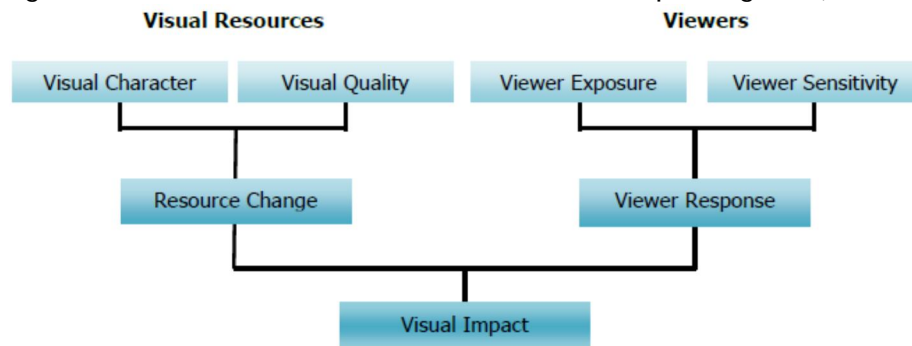 Visual Resources Viewers
Visual Character Visual Quality Viewer Exposure Viewer Sensitivity
Resource Change Viewer Response
Visual Impact